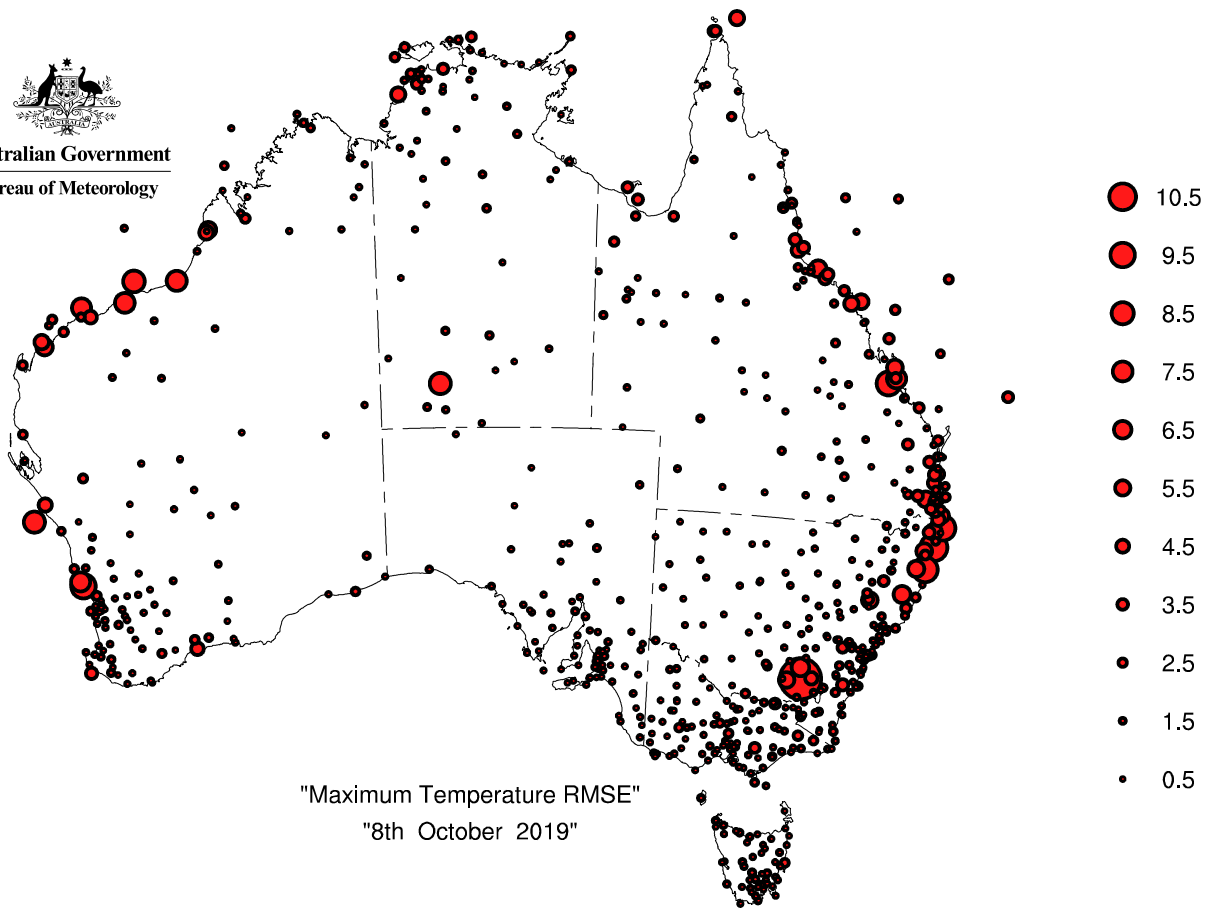 AUSTRALIA
tralian Government
reau of Meteorology
10.5
9.5
8.5
7.5
6.5
5.5
4.5
3.5
2.5
1.5
0.5
"Maximum Temperature RMSE"
"8th October 2019"